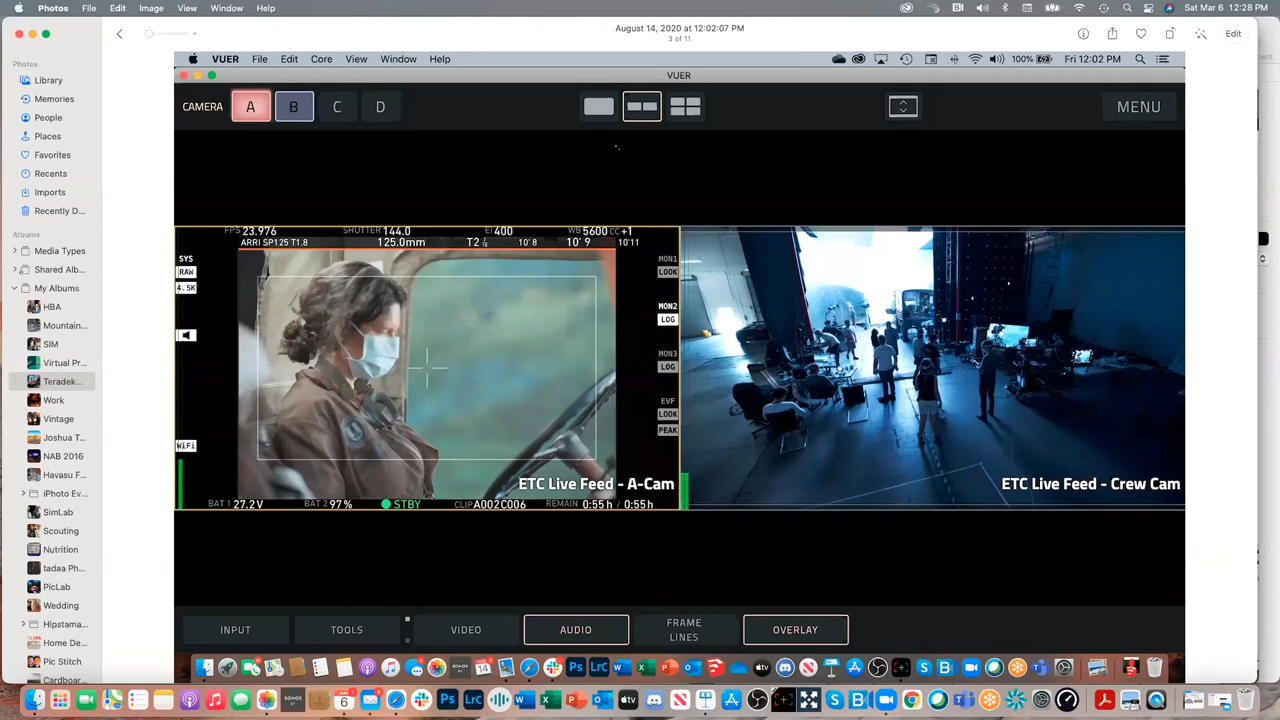 Photos File Edit Image View Window Help Sat Mar 6 12:28 PM
August 14, 2020 at 12:02:07 PM
3 of 11
Edit
Photos
Library
Memories
People
Places
Favorites
Recents
Imports
Recently D...
Albums
Media Types
Shared Alb...
My Albums
HBA
Mountain...
SIM
Virtual Pr...
Teradek...
Work
Vintage
Joshua T...
NAB 2016
Havasu F...
iPhoto Ev...
SimLab
Scouting
Nutrition
tadaa Ph...
PicLab
Wedding
Hipstama...
Home De...
Pic Stitch
Cardboar...
VUER File Edit Core View Window Help 100% Fri 12:02 PM
VUER
CAMERA A B C D MENU
FPS 23.976 SHUTTER 144.0 EI 400 WB 5600 CC +1
ARRI SP125 T1.8 125.0mm T2 10'8 10'9 10'11
SYS
RAW
4.5K
WiFi
MON1
LOOK
MON2
LOG
MON3
LOG
EVF
LOOK
PEAK
ETC Live Feed - A-Cam
BAT 1 27.2V BAT 2 97% STBY CLIP A002C006 REMAIN 0:55h / 0:55h
ETC Live Feed - Crew Cam
INPUT TOOLS VIDEO AUDIO FRAME LINES OVERLAY